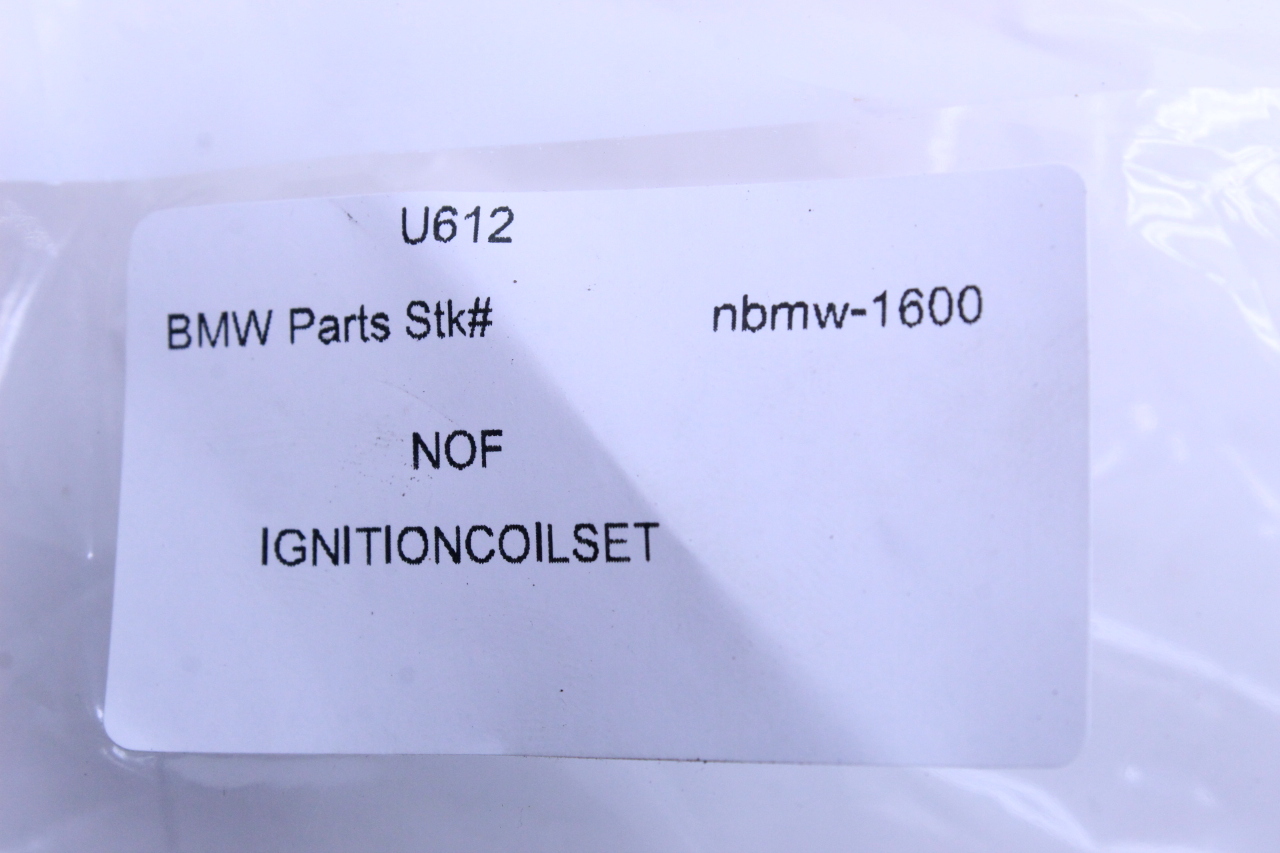 U612
BMW Parts Stk# nbmw-1600
NOF
IGNITIONCOILSET